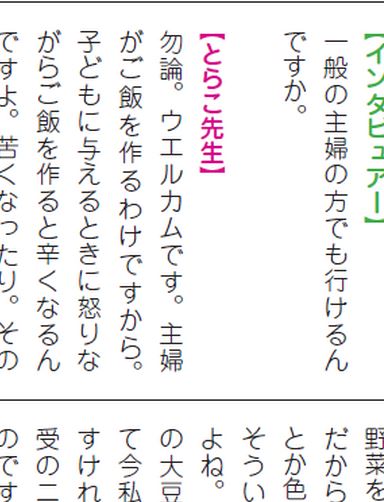 【インタビュアー】
一般の主婦の方でも行けるん
ですか。
【とらこ先生】
勿論。ウエルカムです。主婦
がご飯を作るわけですから。
子どもに与えるときに怒りな
がらご飯を作ると辛くなるん
ですよ。苦くなったり。その
野菜を
だから
とか色
そうい
よね。
の大豆
て今私
すけれ
受の二
のです